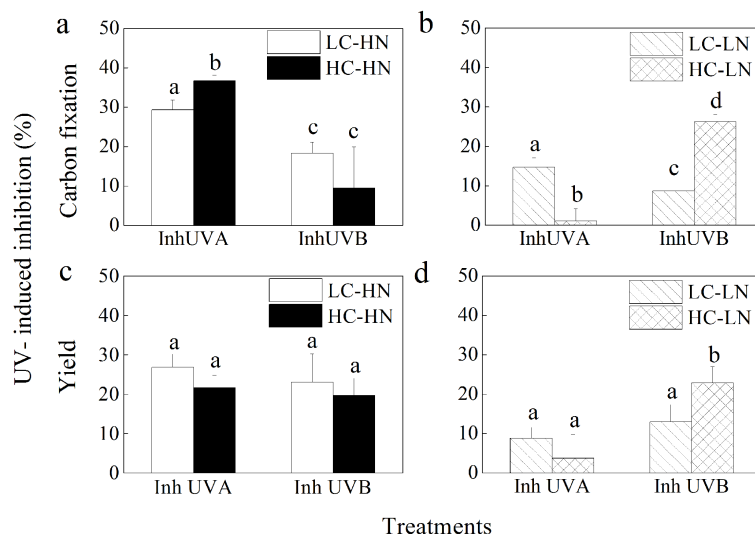 a
50
40
30
20
10
0
LC-HN
HC-HN
a
b
c
c
InhUVA
InhUVB
b
50
40
30
20
10
0
LC-LN
HC-LN
a
b
c
d
InhUVA
InhUVB
Carbon fixation
UV- induced inhibition (%)
c
50
40
30
20
10
0
LC-HN
HC-HN
a
a
a
a
Inh UVA
Inh UVB
Yield
d
50
40
30
20
10
0
LC-LN
HC-LN
a
a
a
b
Inh UVA
Inh UVB
Treatments